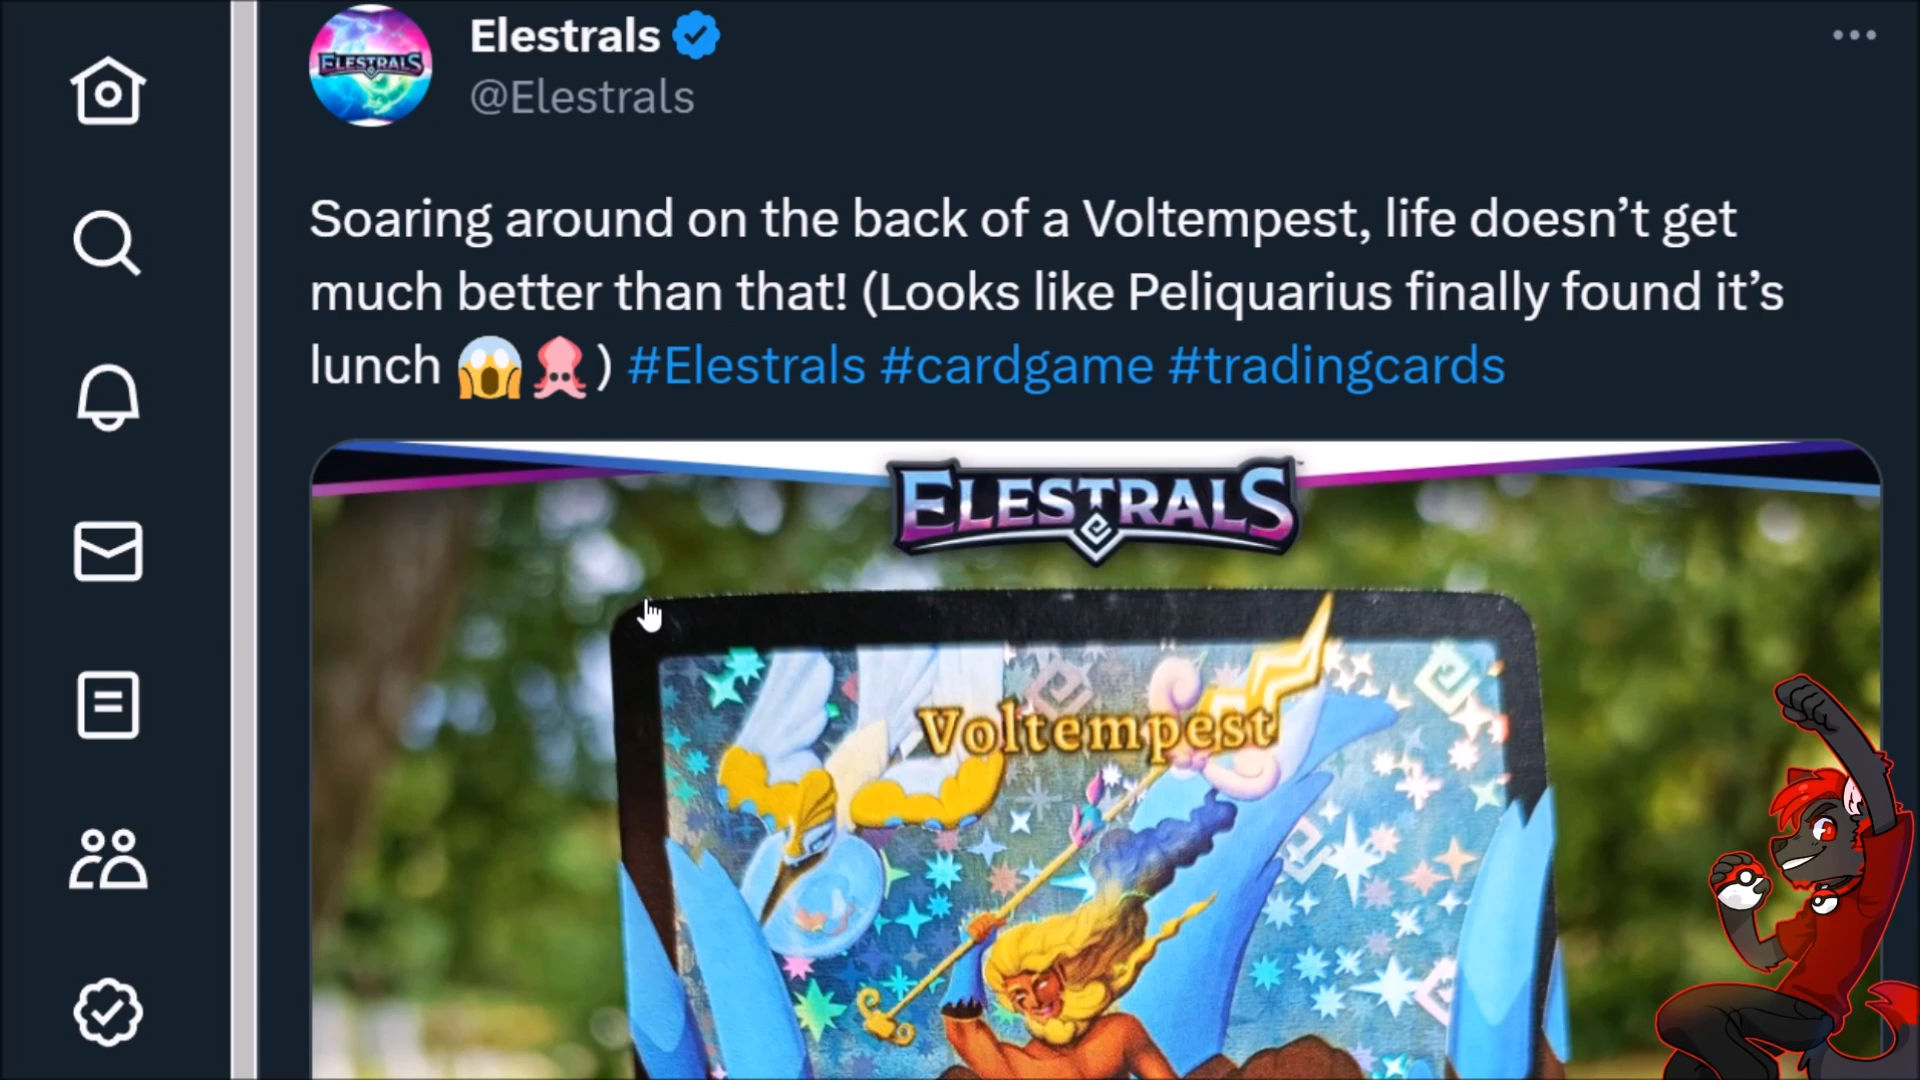 ELESTRALS
Elestrals
@Elestrals
Soaring around on the back of a Voltempest, life doesn’t get
much better than that! (Looks like Peliquarius finally found it’s
lunch 😱🦑) #Elestrals #cardgame #tradingcards
ELESTRALS
Voltempest